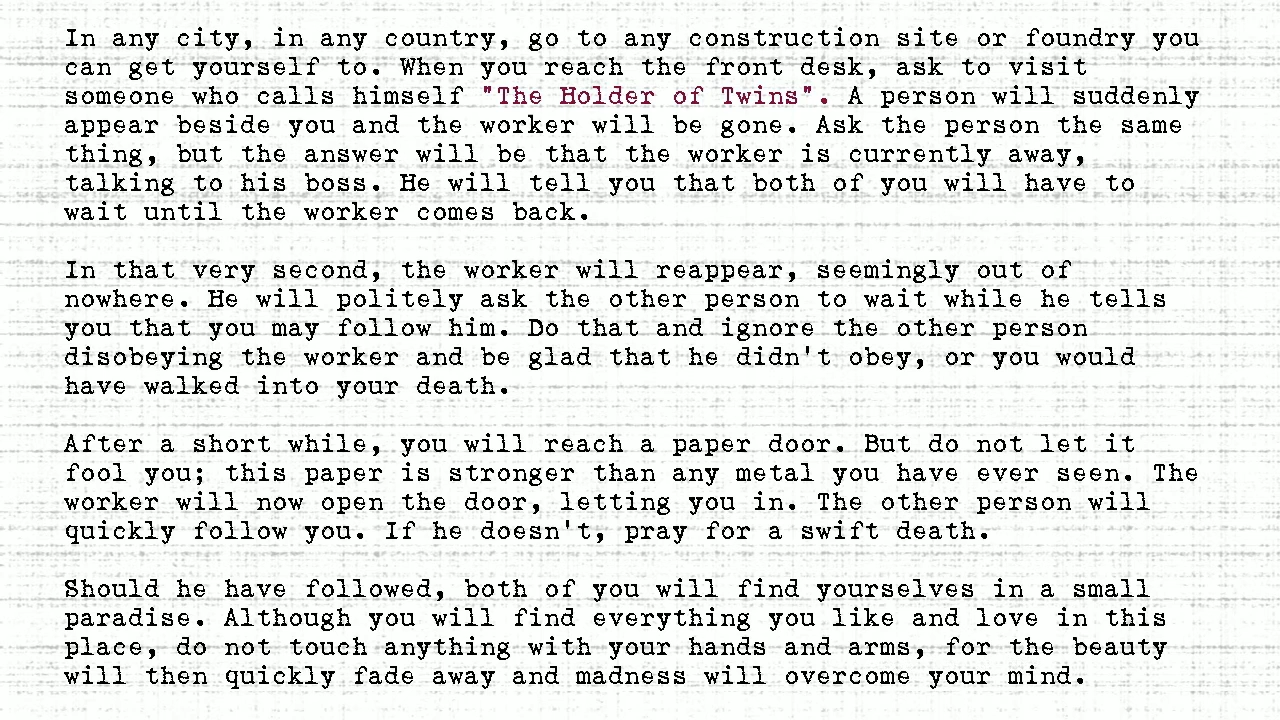 In any city, in any country, go to any construction site or foundry you
can get yourself to. When you reach the front desk, ask to visit
someone who calls himself "The Holder of Twins". A person will suddenly
appear beside you and the worker will be gone. Ask the person the same
thing, but the answer will be that the worker is currently away,
talking to his boss. He will tell you that both of you will have to
wait until the worker comes back.

In that very second, the worker will reappear, seemingly out of
nowhere. He will politely ask the other person to wait while he tells
you that you may follow him. Do that and ignore the other person
disobeying the worker and be glad that he didn't obey, or you would
have walked into your death.

After a short while, you will reach a paper door. But do not let it
fool you; this paper is stronger than any metal you have ever seen. The
worker will now open the door, letting you in. The other person will
quickly follow you. If he doesn't, pray for a swift death.

Should he have followed, both of you will find yourselves in a small
paradise. Although you will find everything you like and love in this
place, do not touch anything with your hands and arms, for the beauty
will then quickly fade away and madness will overcome your mind.